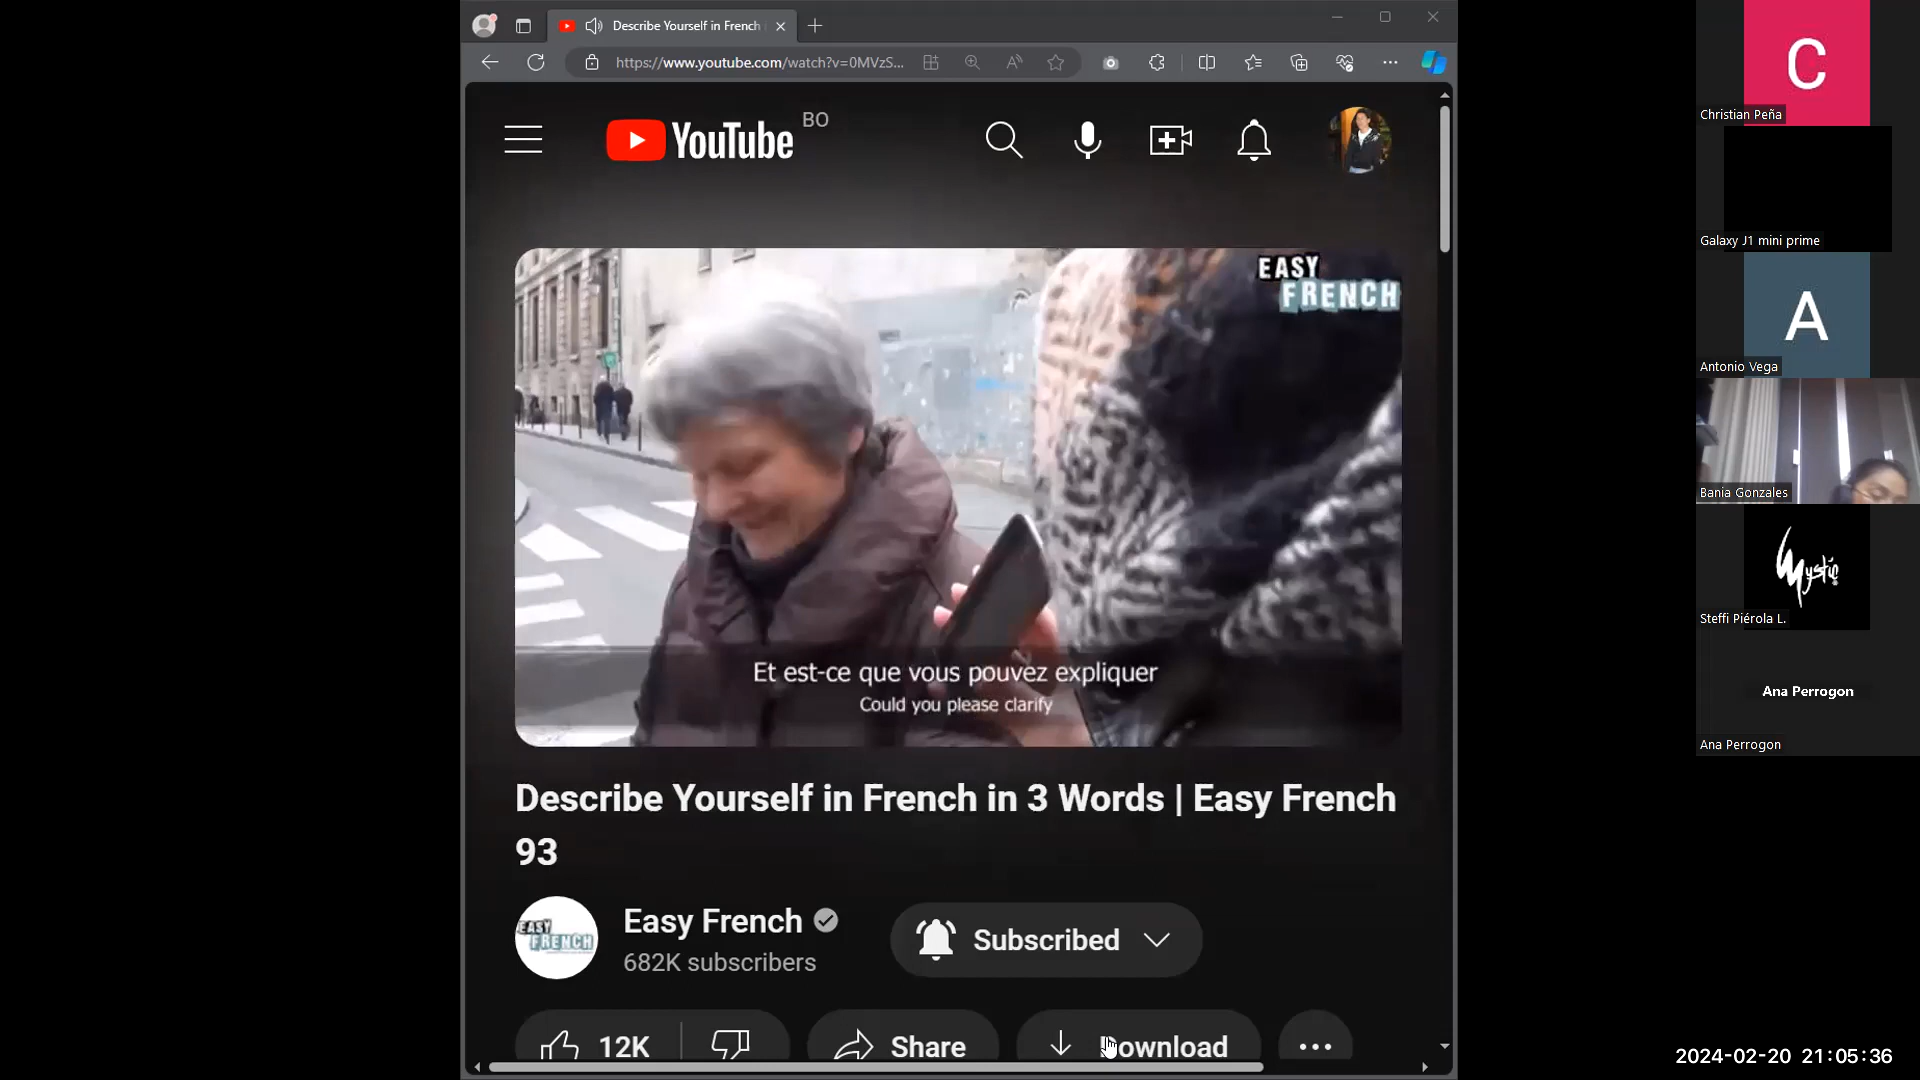 Describe Yourself in French
https://www.youtube.com/watch?v=0MVzS...
YouTube BO
EASY
FRENCH
Et est-ce que vous pouvez expliquer
Could you please clarify
Describe Yourself in French in 3 Words | Easy French
93
EASY
FRENCH
Easy French
682K subscribers
Subscribed
12K
Share
Download
C
Christian Peña
Galaxy J1 mini prime
A
Antonio Vega
Bania Gonzales
Mystic
Steffi Piérola L.
Ana Perrogon
Ana Perrogon
2024-02-20 21:05:36